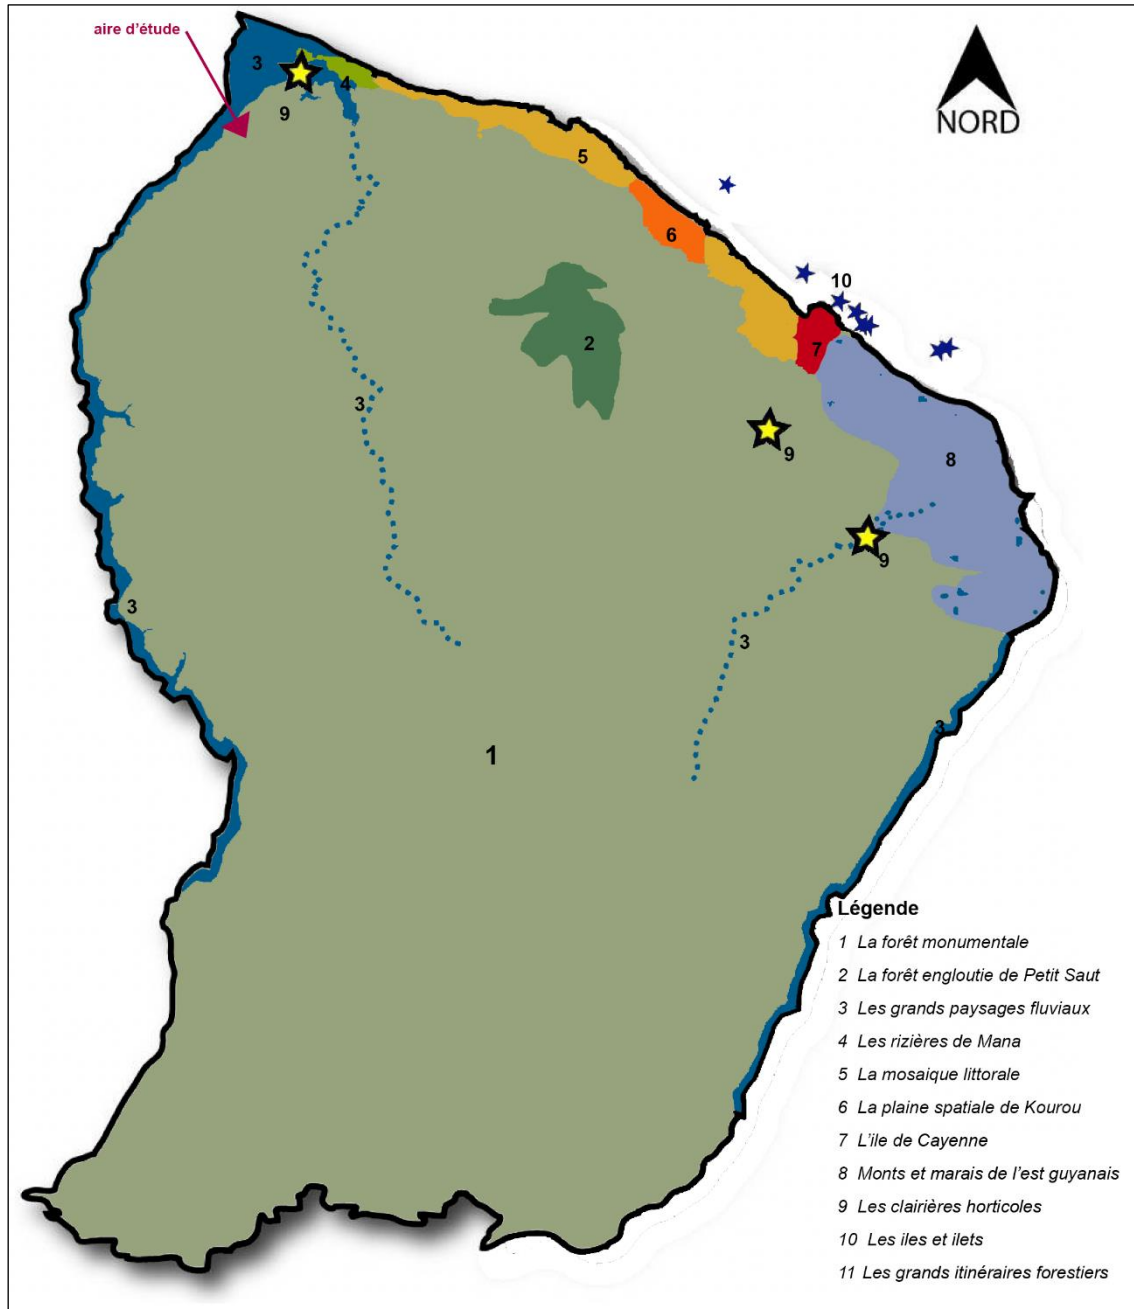 aire d'étude
NORD
3
4
9
5
6
10
2
7
3
9
8
9
3
3
3
1
Légende
1 La forêt monumentale
2 La forêt engloutie de Petit Saut
3 Les grands paysages fluviaux
4 Les rizières de Mana
5 La mosaique littorale
6 La plaine spatiale de Kourou
7 L'ile de Cayenne
8 Monts et marais de l'est guyanais
9 Les clairières horticoles
10 Les iles et ilets
11 Les grands itinéraires forestiers